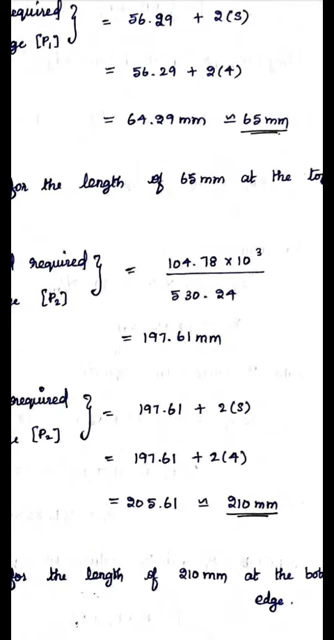 required } = 56.29 + 2(s)
ge [P₁]
= 56.29 + 2(4)
= 64.29 mm ≃ 65 mm
for the length of 65 mm at the to
required } = 104.78 × 10³ / 530.24
[P₂]
= 197.61 mm
required } = 197.61 + 2(s)
[P₂]
= 197.61 + 2(4)
= 205.61 ≃ 210 mm
for the length of 210 mm at the bot
edge.